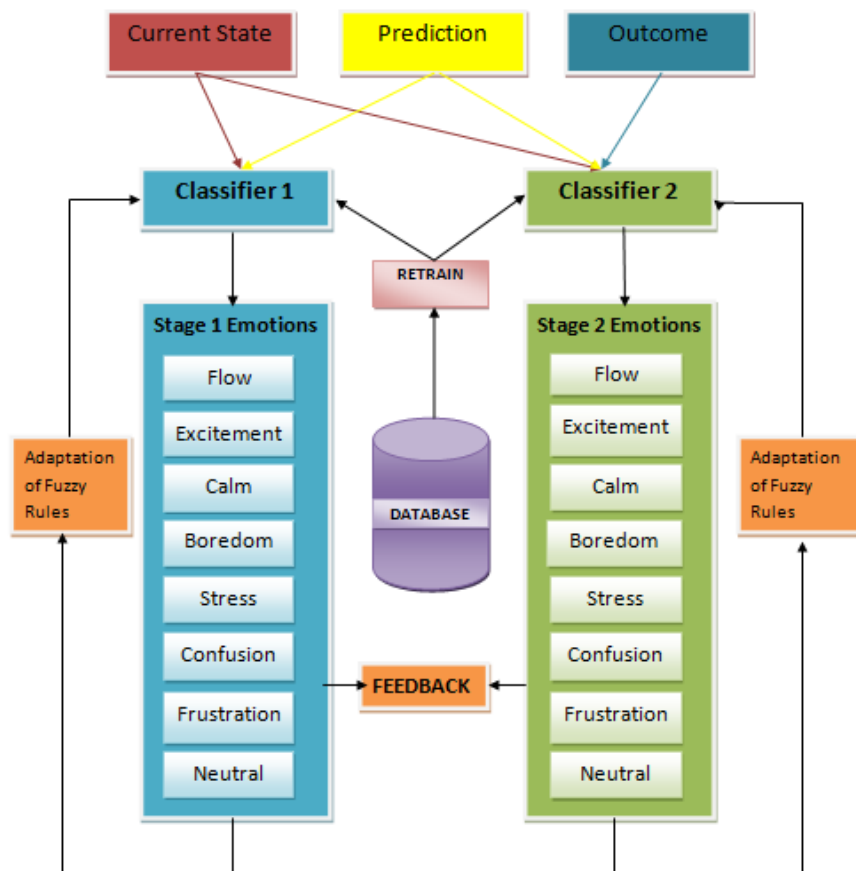 Current State
Prediction
Outcome
Classifier 1
Classifier 2
RETRAIN
Stage 1 Emotions
Flow
Excitement
Calm
Boredom
Stress
Confusion
Frustration
Neutral
Stage 2 Emotions
Flow
Excitement
Calm
Boredom
Stress
Confusion
Frustration
Neutral
Adaptation
of Fuzzy
Rules
DATABASE
Adaptation
of Fuzzy
Rules
FEEDBACK